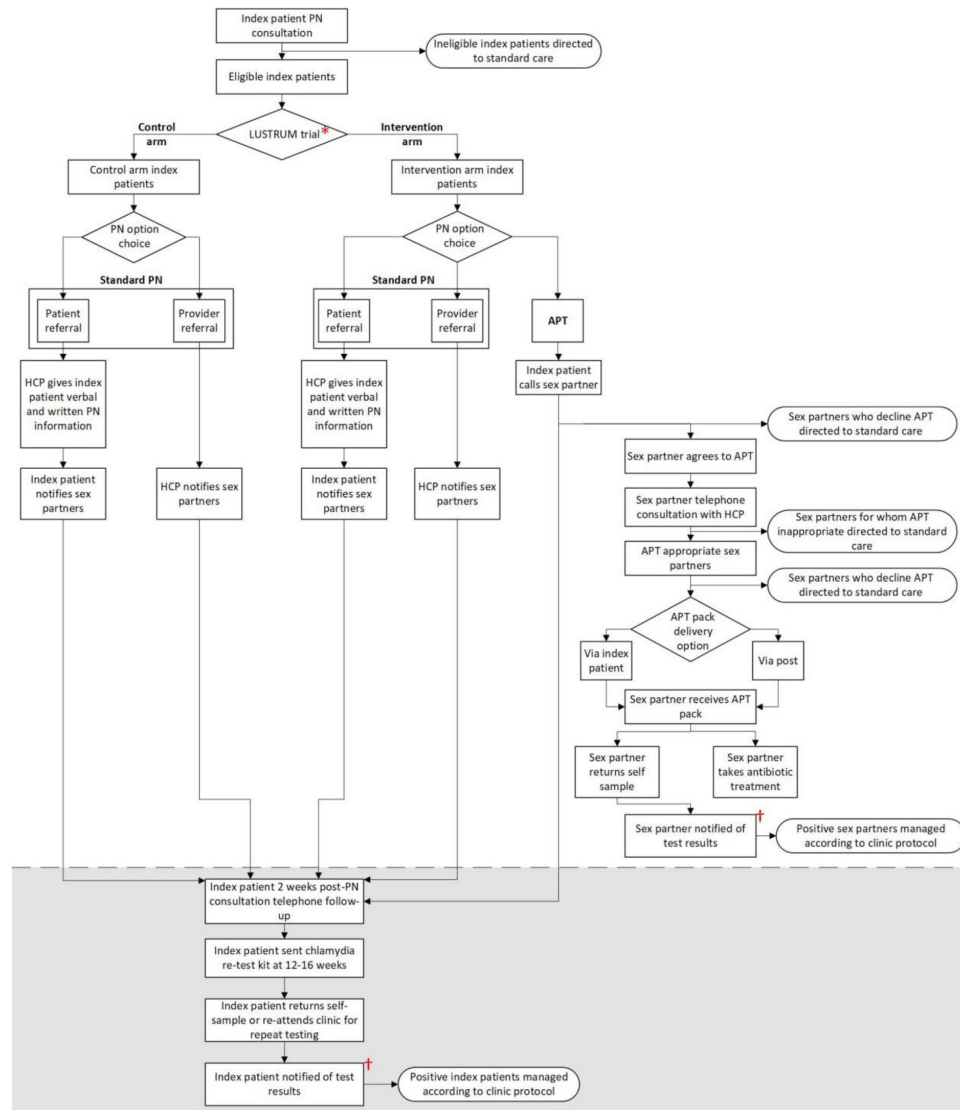 Index patient PN
consultation
Ineligible index patients directed
to standard care
Eligible index patients
LUSTRUM trial*
Control
arm
Intervention
arm
Control arm index
patients
Intervention arm index
patients
PN option
choice
PN option
choice
Standard PN
Standard PN
Patient
referral
Provider
referral
Patient
referral
Provider
referral
APT
HCP gives index
patient verbal
and written PN
information
HCP gives index
patient verbal
and written PN
information
Index patient
calls sex partner
Sex partners who decline APT
directed to standard care
Sex partner agrees to APT
Index patient
notifies sex
partners
HCP notifies sex
partners
Index patient
notifies sex
partners
HCP notifies sex
partners
Sex partner telephone
consultation with HCP
Sex partners for whom APT
inappropriate directed to standard
care
APT appropriate sex
partners
Sex partners who decline APT
directed to standard care
APT pack
delivery
option
Via index
patient
Via post
Sex partner receives APT
pack
Sex partner
returns self
sample
Sex partner
takes antibiotic
treatment
Sex partner notified of
test results
†
Positive sex partners managed
according to clinic protocol
Index patient 2 weeks post-PN
consultation telephone follow-
up
Index patient sent chlamydia
re-test kit at 12-16 weeks
Index patient returns self-
sample or re-attends clinic for
repeat testing
Index patient notified of test
results
†
Positive index patients managed
according to clinic protocol